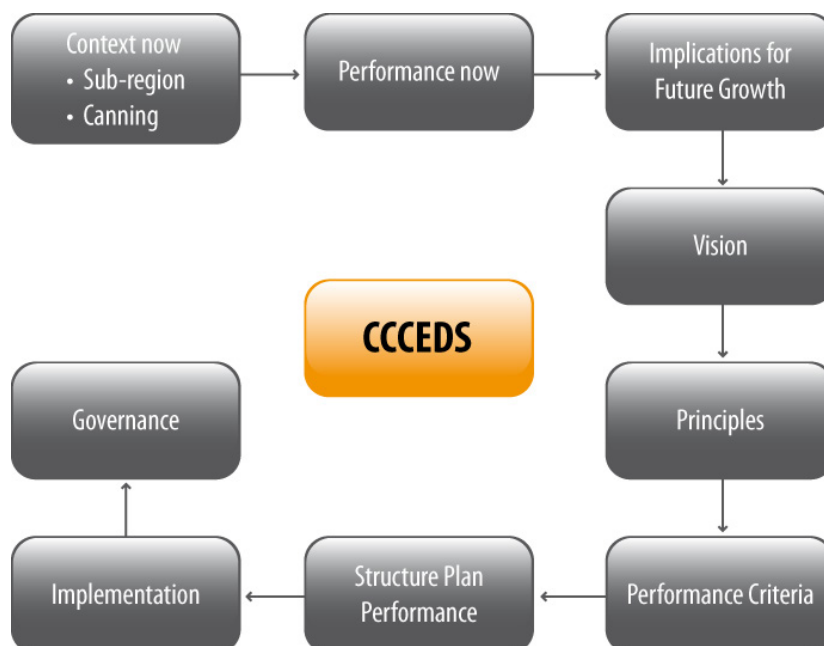 Context now
• Sub-region
• Canning
Performance now
Implications for
Future Growth
Vision
CCCEDS
Governance
Principles
Implementation
Structure Plan
Performance
Performance Criteria